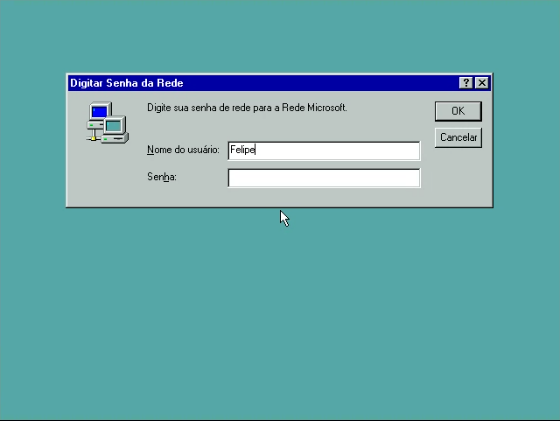 Digitar Senha da Rede
Digite sua senha de rede para a Rede Microsoft.
OK
Cancelar
Nome do usuário: Felipe
Senha: